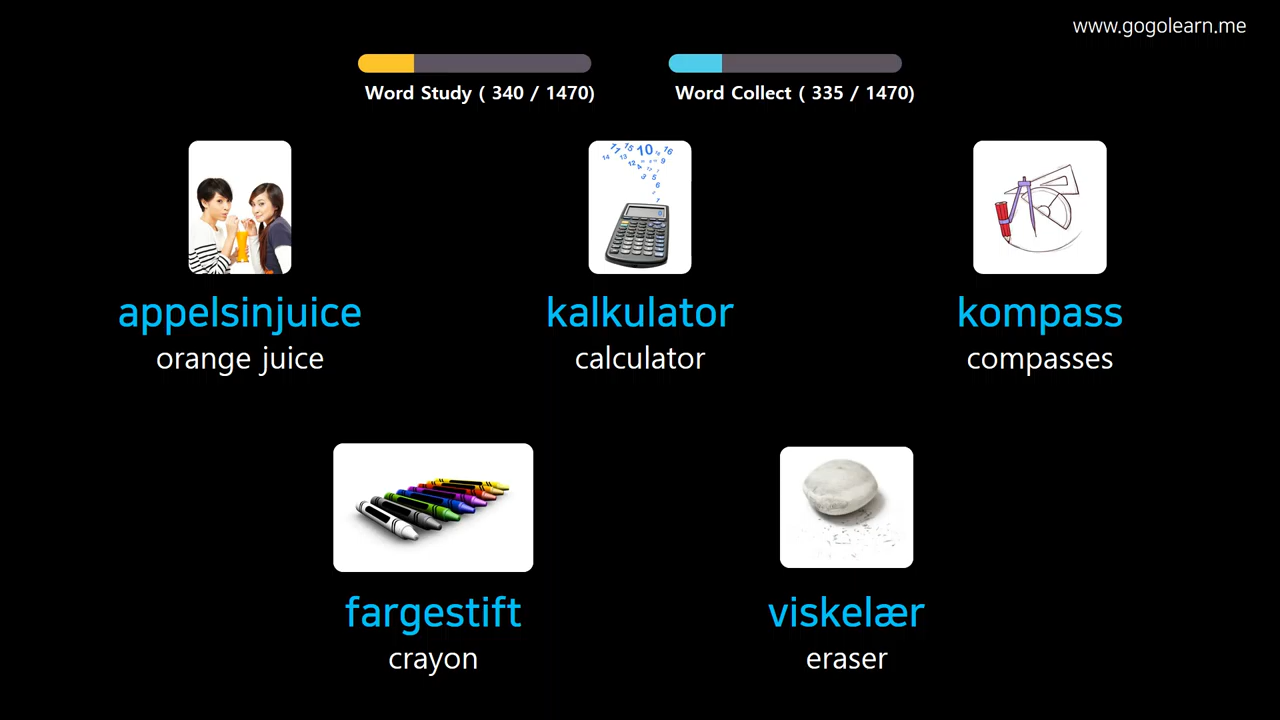 www.gogolearn.me
Word Study ( 340 / 1470)
Word Collect ( 335 / 1470)
appelsinjuice
orange juice
kalkulator
calculator
kompass
compasses
fargestift
crayon
viskelær
eraser